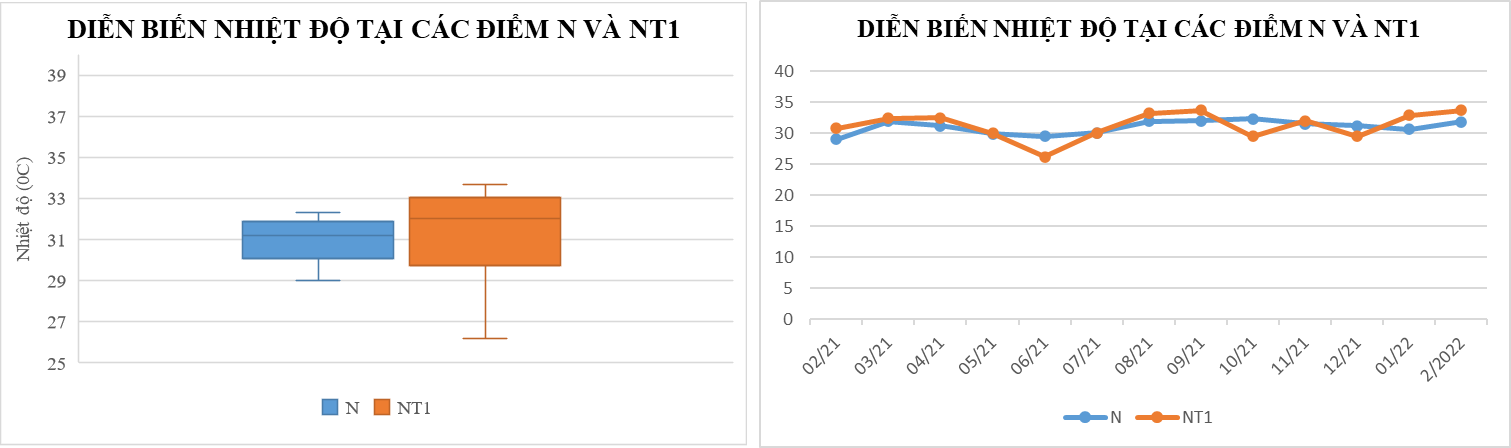 DIỄN BIẾN NHIỆT ĐỘ TẠI CÁC ĐIỂM N VÀ NT1
39
37
35
33
31
29
27
25
Nhiệt độ (0C)
N NT1
DIỄN BIẾN NHIỆT ĐỘ TẠI CÁC ĐIỂM N VÀ NT1
40
35
30
25
20
15
10
5
0
02/21 03/21 04/21 05/21 06/21 07/21 08/21 09/21 10/21 11/21 12/21 01/22 2/2022
N NT1